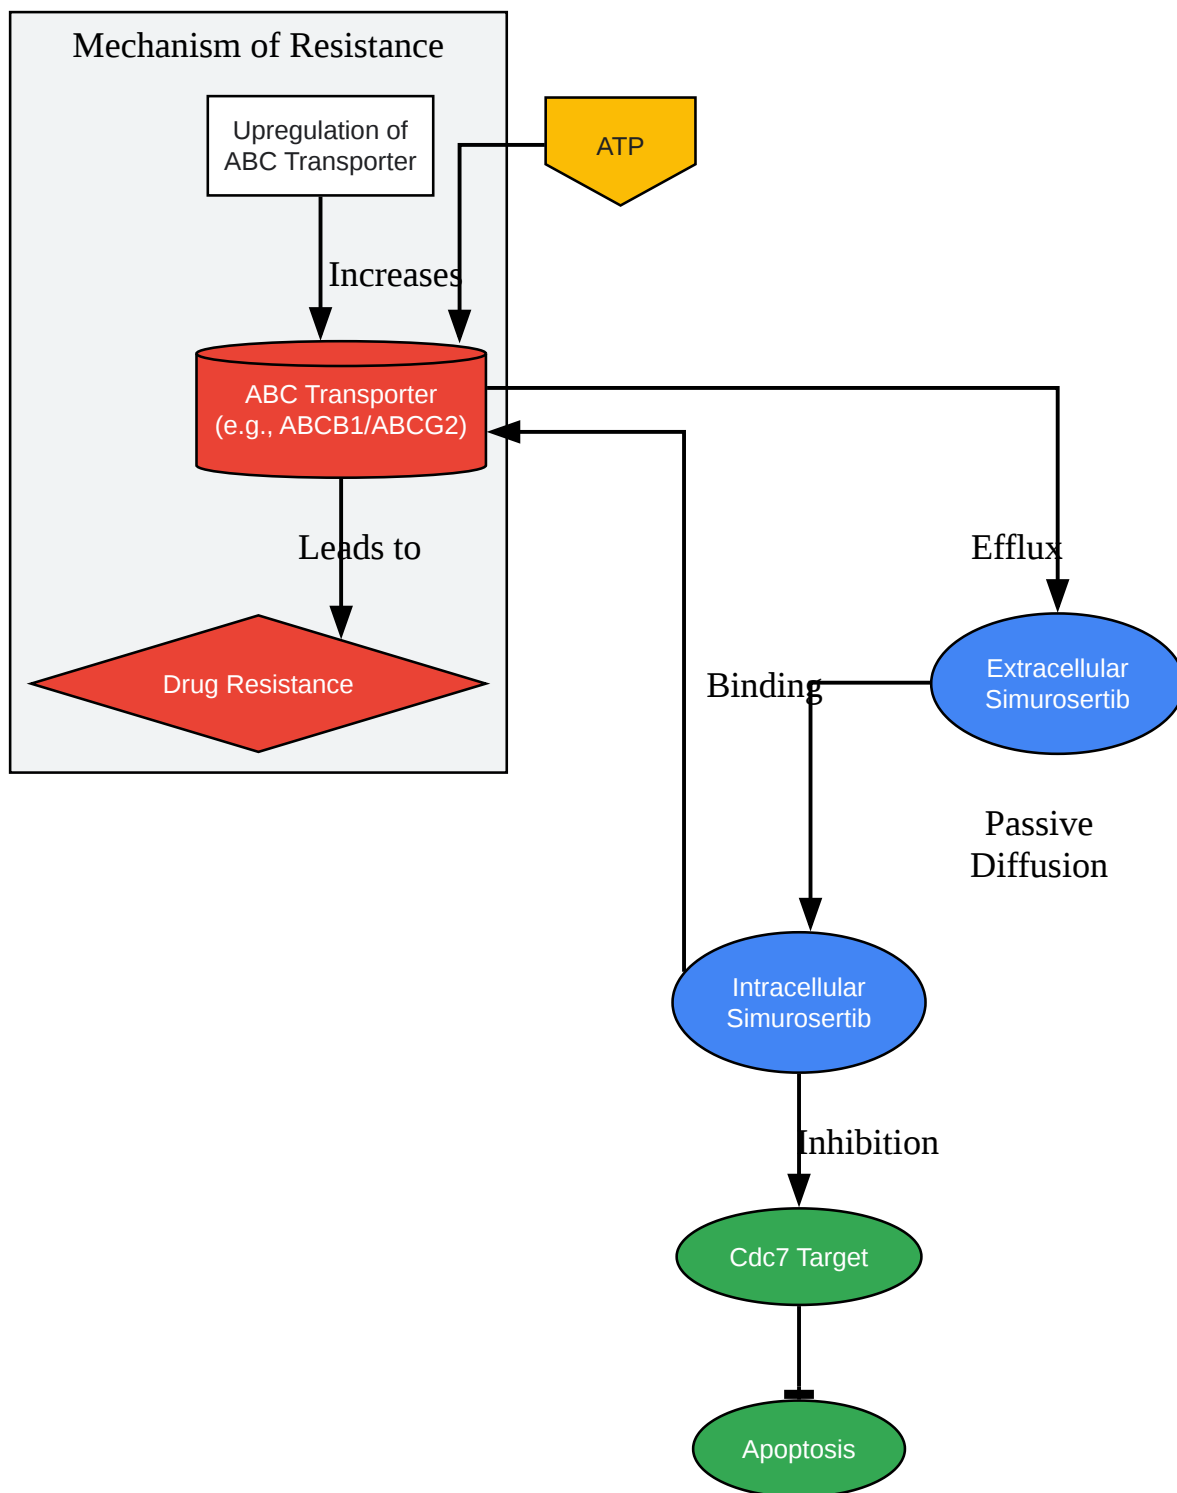 Mechanism of Resistance
Upregulation of
ABC Transporter
ATP
Increases
ABC Transporter
(e.g., ABCB1/ABCG2)
Leads to
Efflux
Drug Resistance
Binding
Extracellular
Simurosertib
Passive
Diffusion
Intracellular
Simurosertib
Inhibition
Cdc7 Target
Apoptosis